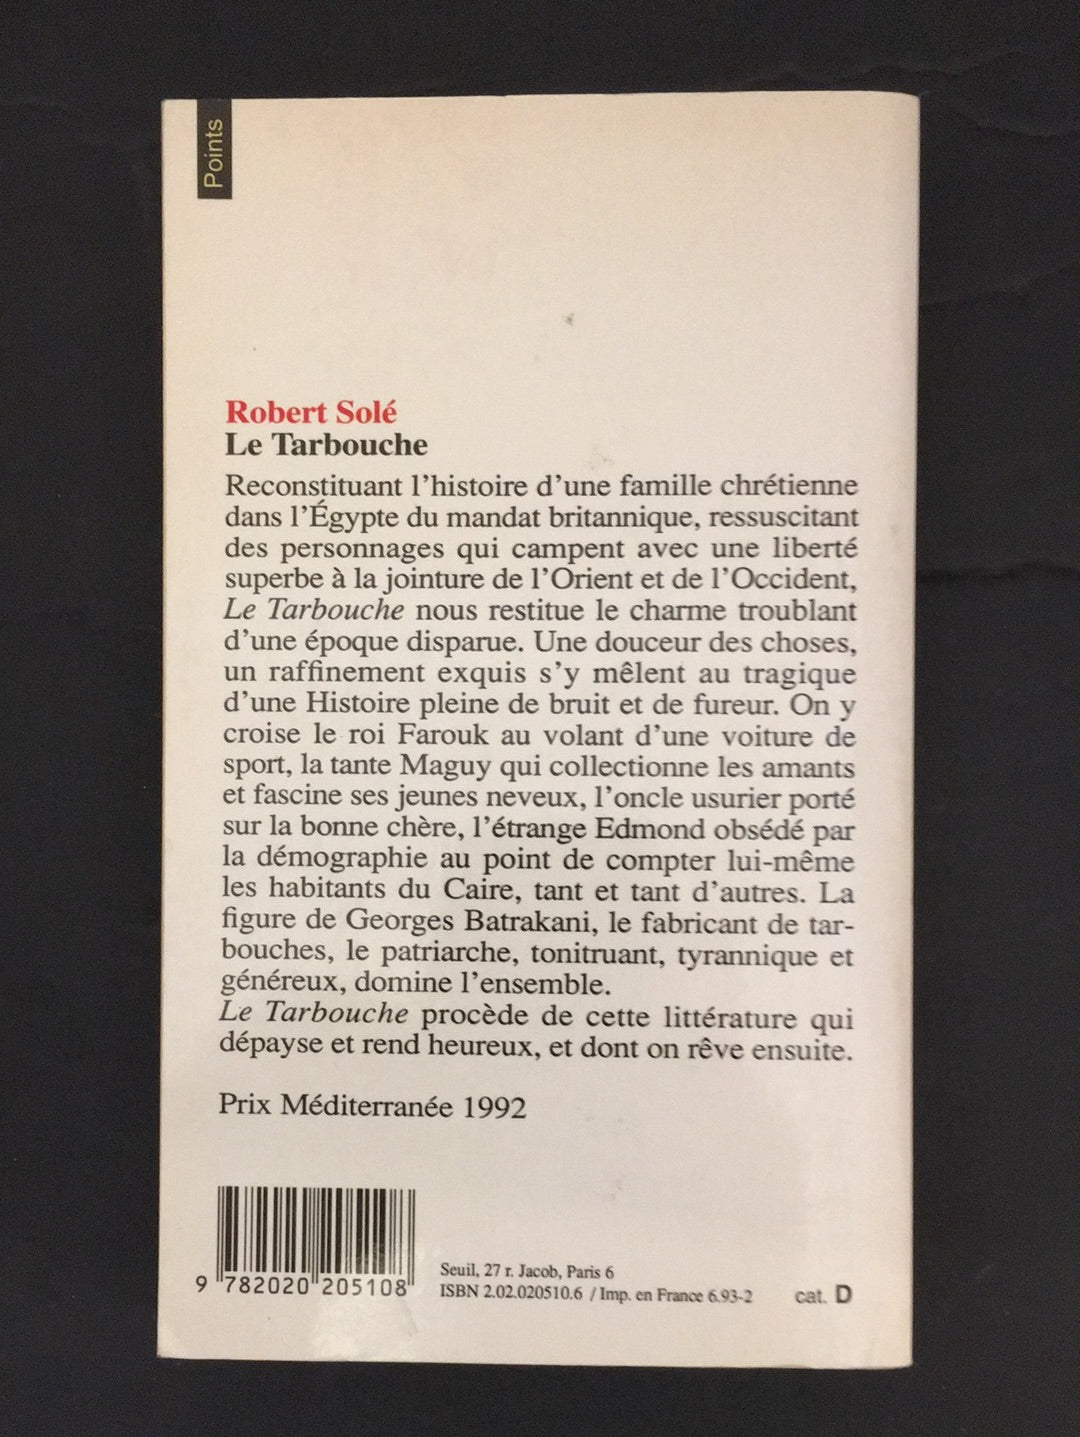 Points
Robert Solé
Le Tarbouche
Reconstituant l'histoire d'une famille chrétienne
dans l'Égypte du mandat britannique, ressuscitant
des personnages qui campent avec une liberté
superbe à la jointure de l'Orient et de l'Occident,
Le Tarbouche nous restitue le charme troublant
d'une époque disparue. Une douceur des choses,
un raffinement exquis s'y mêlent au tragique
d'une Histoire pleine de bruit et de fureur. On y
croise le roi Farouk au volant d'une voiture de
sport, la tante Maguy qui collectionne les amants
et fascine ses jeunes neveux, l'oncle usurier porté
sur la bonne chère, l'étrange Edmond obsédé par
la démographie au point de compter lui-même
les habitants du Caire, tant et tant d'autres. La
figure de Georges Batrakani, le fabricant de tar-
bouches, le patriarche, tonitruant, tyrannique et
généreux, domine l'ensemble.
Le Tarbouche procède de cette littérature qui
dépayse et rend heureux, et dont on rêve ensuite.
Prix Méditerranée 1992
9 782020 205108
Seuil, 27 r. Jacob, Paris 6
ISBN 2.02.020510.6 / Imp. en France 6.93-2
cat. D